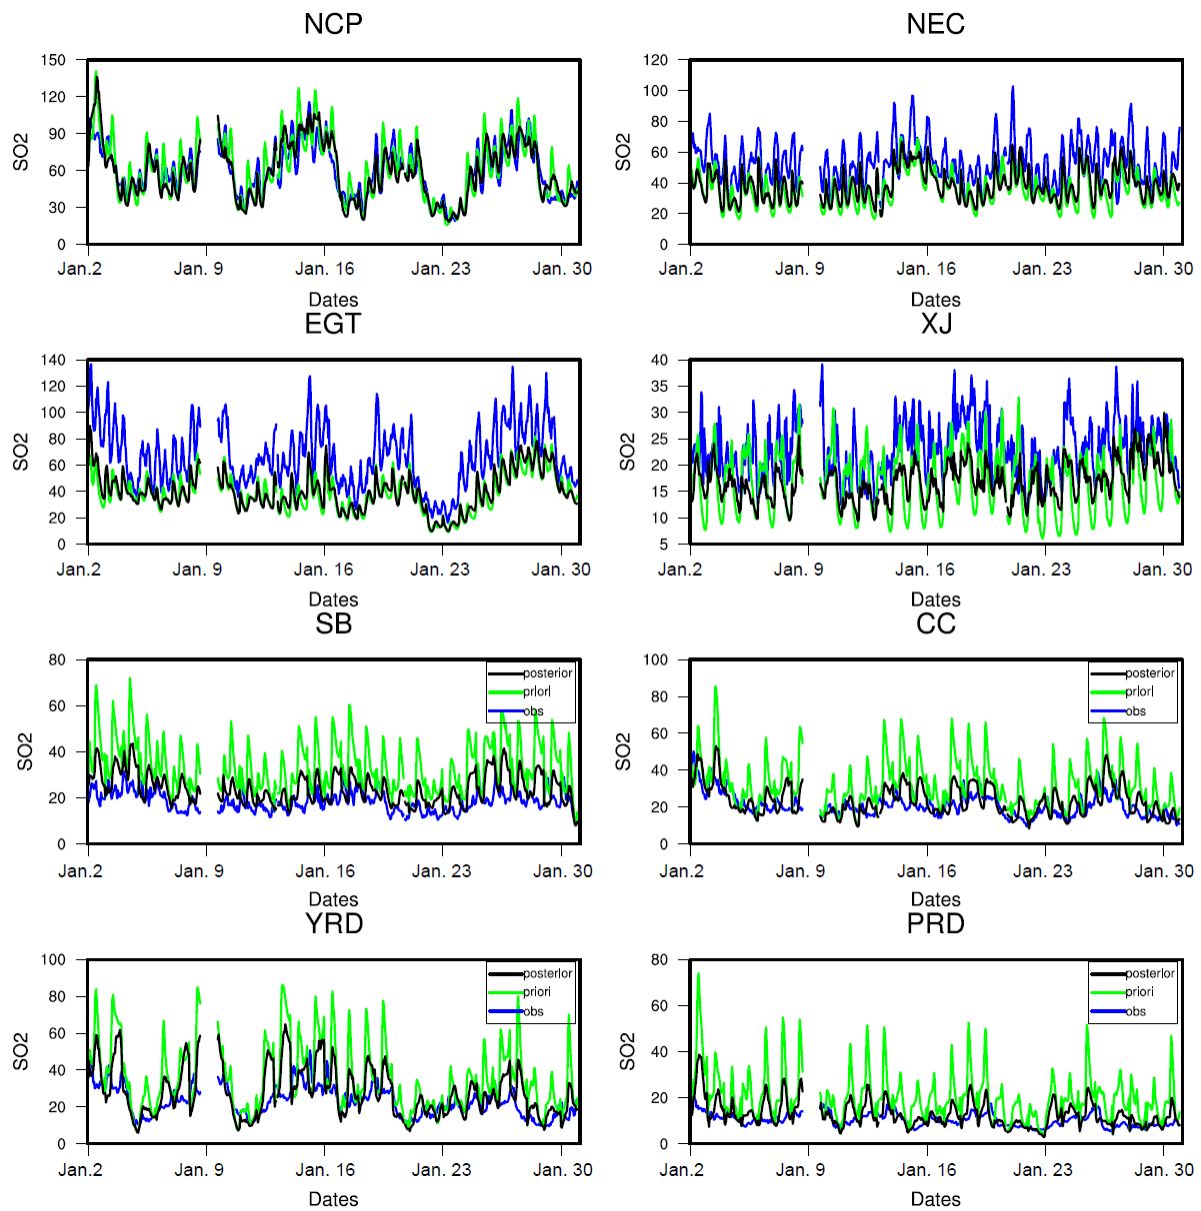 NCP
150
120
90
60
30
0
SO2
Jan.2 Jan. 9 Jan. 16 Jan. 23 Jan. 30
Dates
NEC
120
100
80
60
40
20
0
SO2
Jan.2 Jan. 9 Jan. 16 Jan. 23 Jan. 30
Dates
EGT
140
120
100
80
60
40
20
0
SO2
Jan.2 Jan. 9 Jan. 16 Jan. 23 Jan. 30
Dates
XJ
40
35
30
25
20
15
10
5
SO2
Jan.2 Jan. 9 Jan. 16 Jan. 23 Jan. 30
Dates
SB
80
60
40
20
0
SO2
posterior
priori
obs
Jan.2 Jan. 9 Jan. 16 Jan. 23 Jan. 30
Dates
CC
100
80
60
40
20
0
SO2
posterior
priori
obs
Jan.2 Jan. 9 Jan. 16 Jan. 23 Jan. 30
Dates
YRD
100
80
60
40
20
0
SO2
posterior
priori
obs
Jan.2 Jan. 9 Jan. 16 Jan. 23 Jan. 30
Dates
PRD
80
60
40
20
0
SO2
posterior
priori
obs
Jan.2 Jan. 9 Jan. 16 Jan. 23 Jan. 30
Dates